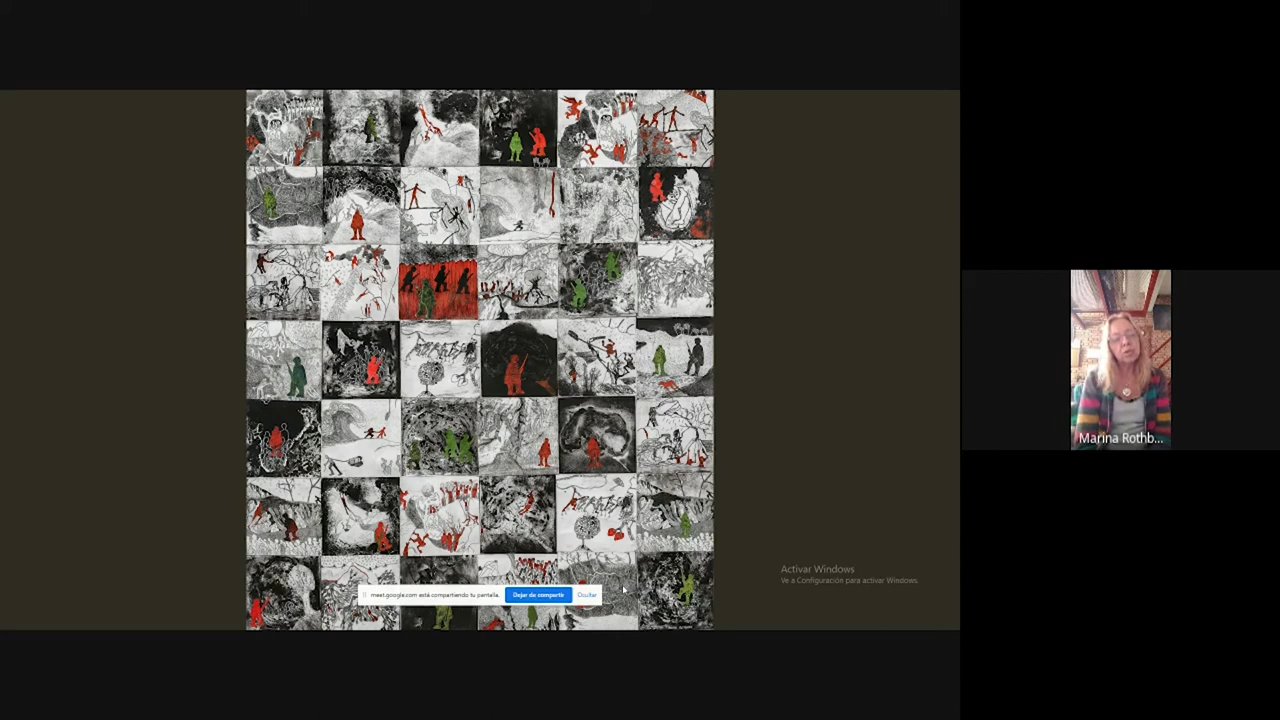 Activar Windows
Ve a Configuración para activar Windows.
meet.google.com está compartiendo tu pantalla.
Dejar de compartir
Ocultar
Marina Rothb...